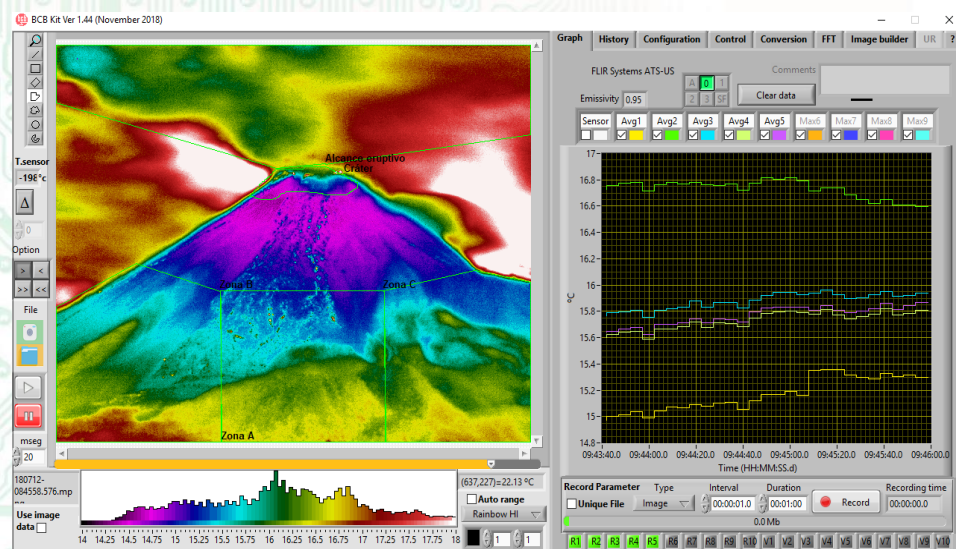 BCB Kit Ver 1.44 (November 2018)
Graph History Configuration Control Conversion FFT Image builder UR ?
FLIR Systems ATS-US
Comments
A 0 1
2 3 SF
Emissivity 0.95
Clear data
Sensor Avg1 Avg2 Avg3 Avg4 Avg5 Max6 Max7 Max8 Max9
T.sensor
-198°c
Δ
0
Option
> <
>> <<
File
mseg
20
Alcance eruptivo
Cráter
Zona C
Zona A
17
16.8
16.6
16.4
16.2
16
15.8
15.6
15.4
15.2
15
14.8
°C
09:43:40.0 09:44:00.0 09:44:20.0 09:44:40.0 09:45:00.0 09:45:20.0 09:45:40.0 09:46:00.0
Time (HH:MM:SS.d)
180712-
084558.576.mp
Use image
data
14 14.25 14.5 14.75 15 15.25 15.5 15.75 16 16.25 16.5 16.75 17 17.25 17.5 17.75 18
(637,227)=22.13 ºC
Auto range
Rainbow HI
1 1
Record Parameter Type Interval Duration Recording time
Unique File Image 00:00:01.0 00:01:00 Record 00:00:00.0
0.0 Mb
R1 R2 R3 R4 R5 R6 R7 R8 R9 R10 V1 V2 V3 V4 V5 V6 V7 V8 V9 V10